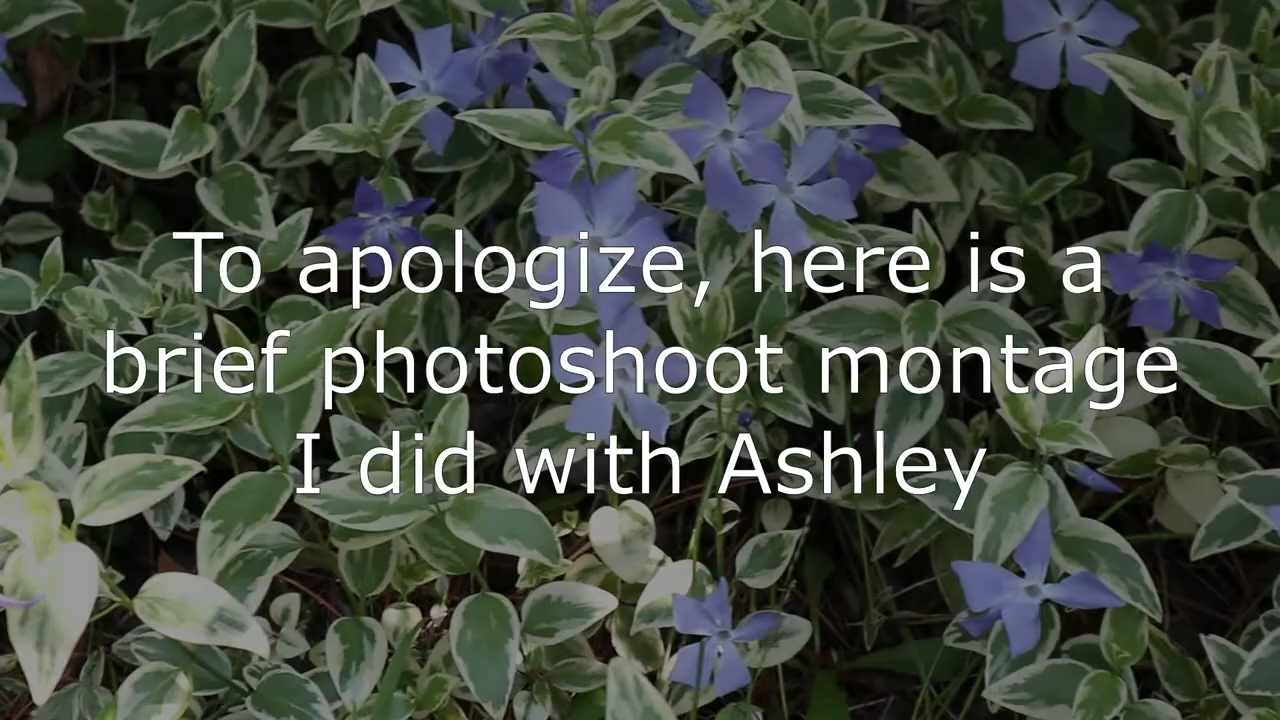 To apologize, here is a
brief photoshoot montage
I did with Ashley